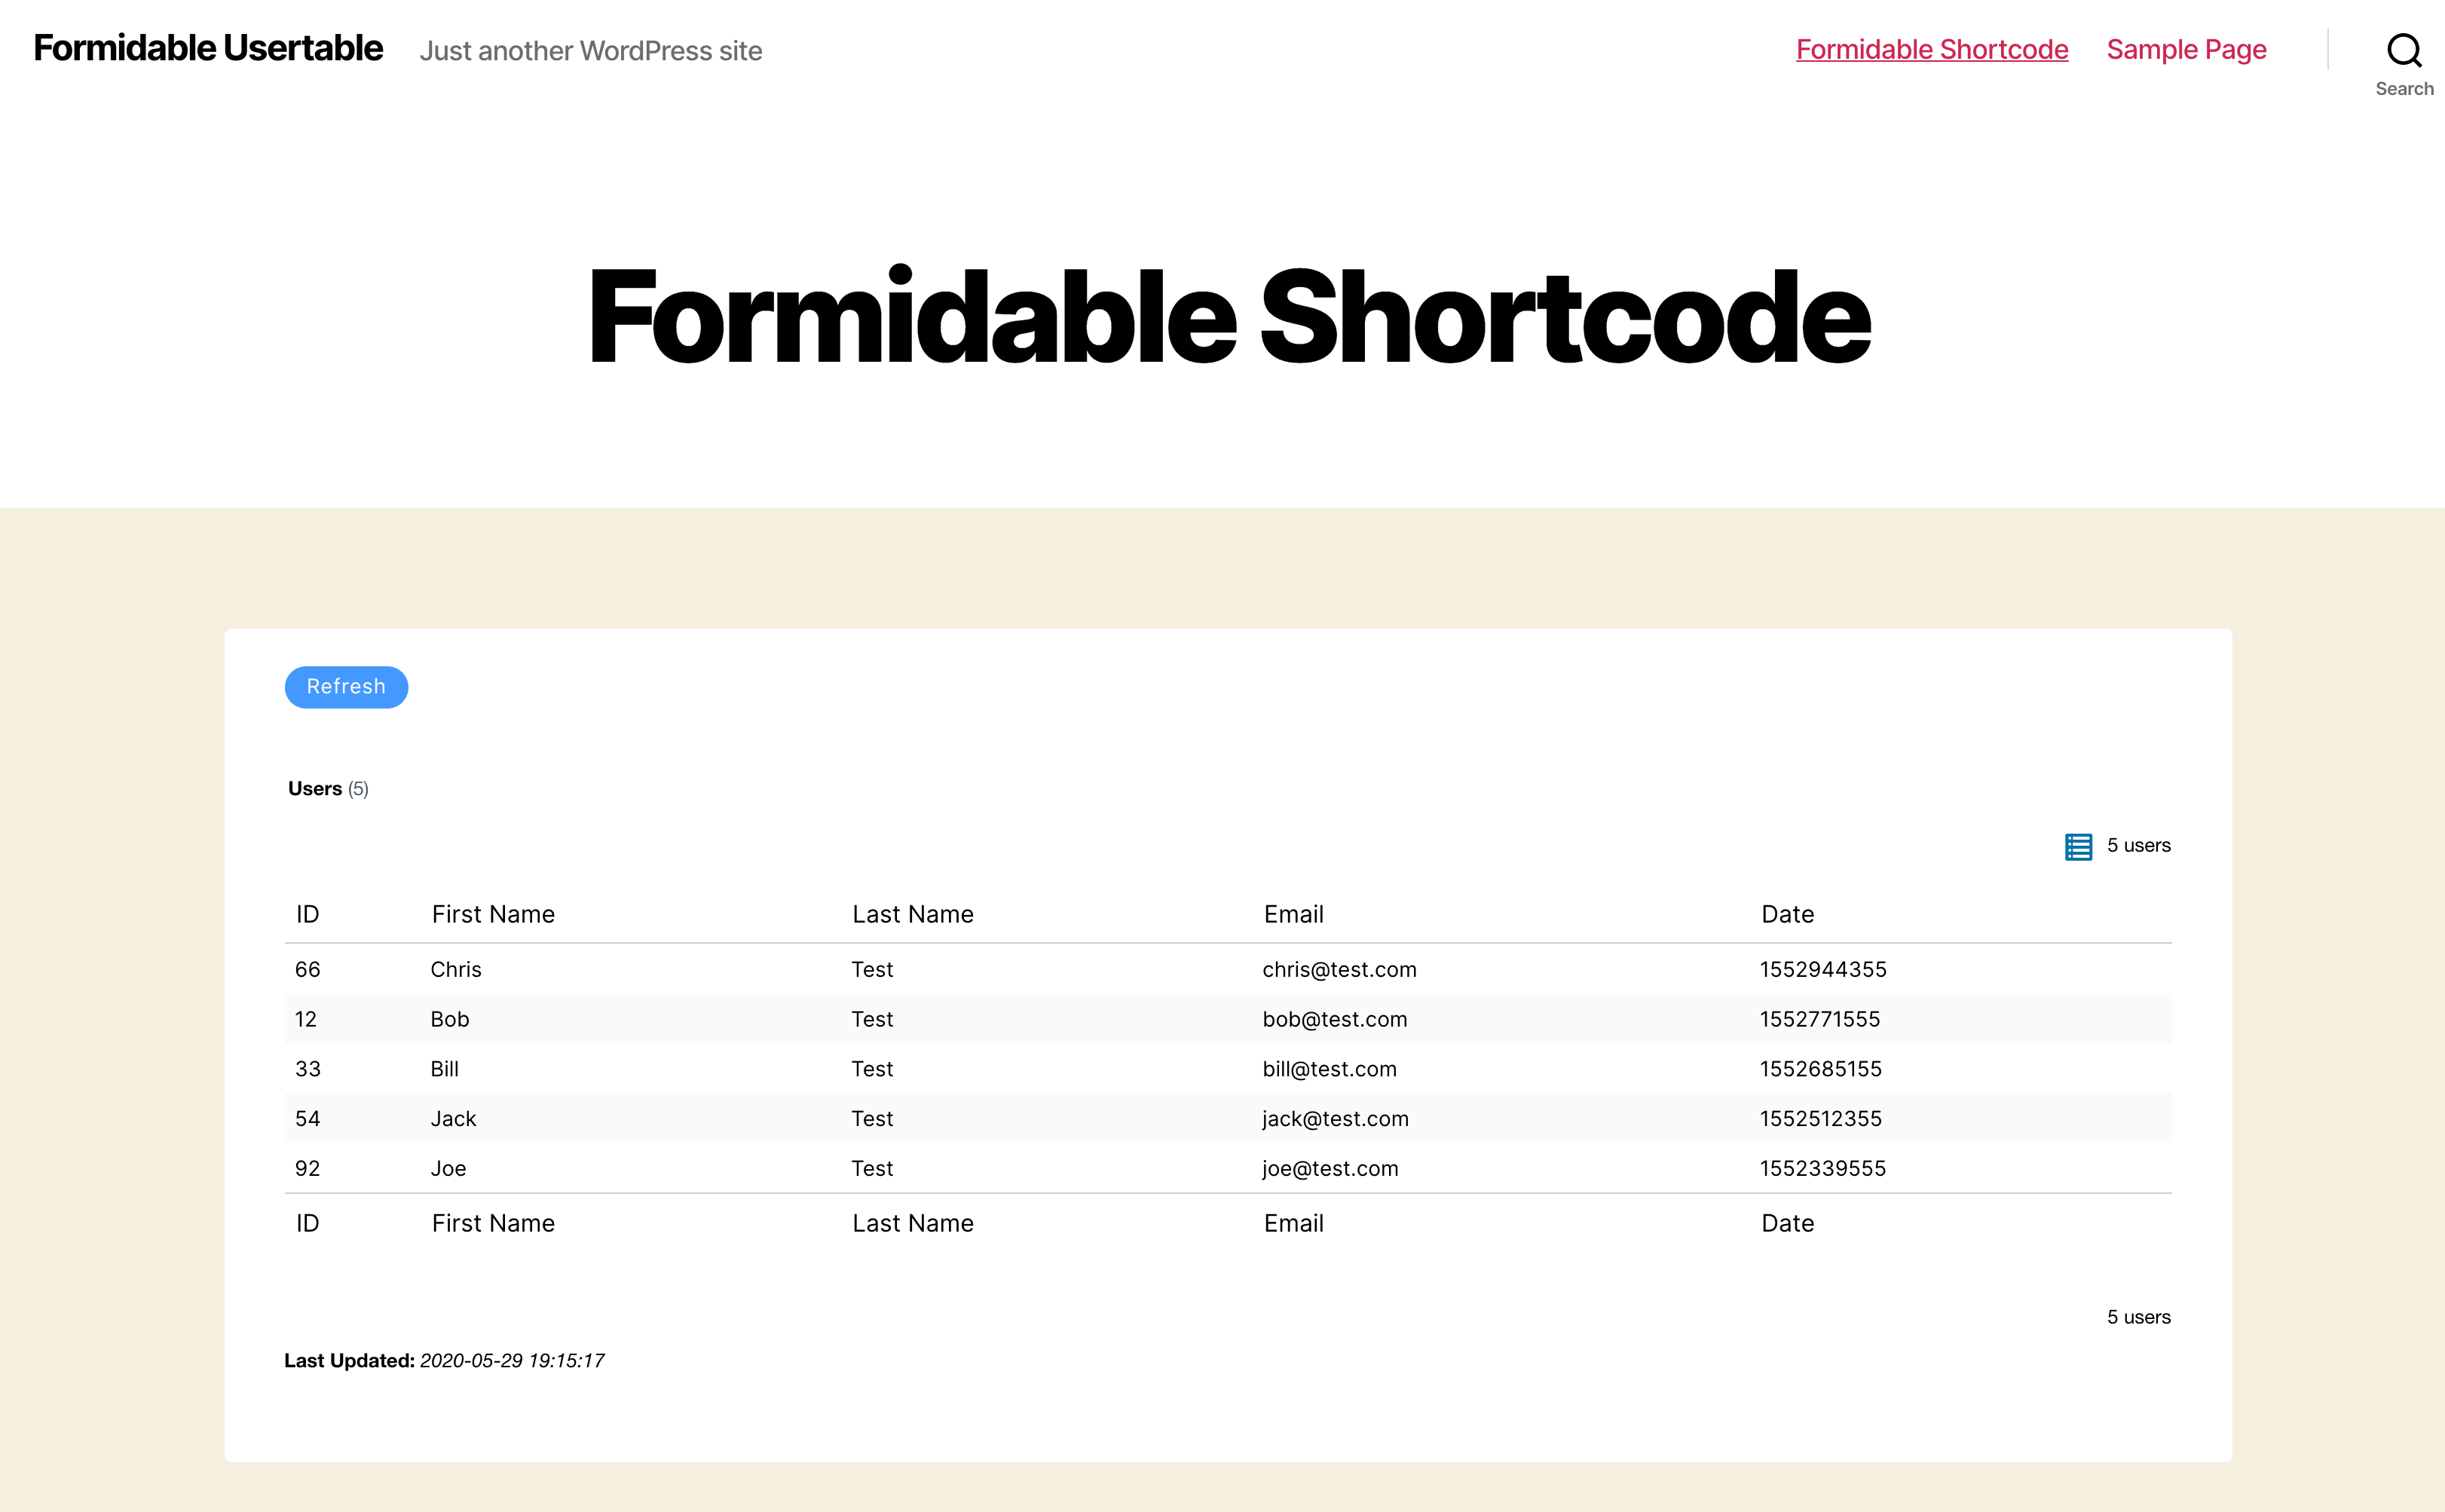 Formidable Usertable Just another WordPress site Formidable Shortcode Sample Page
Search
Formidable Shortcode
Refresh
Users (5)
5 users
ID First Name Last Name Email Date
66 Chris Test chris@test.com 1552944355
12 Bob Test bob@test.com 1552771555
33 Bill Test bill@test.com 1552685155
54 Jack Test jack@test.com 1552512355
92 Joe Test joe@test.com 1552339555
ID First Name Last Name Email Date
5 users
Last Updated: 2020-05-29 19:15:17